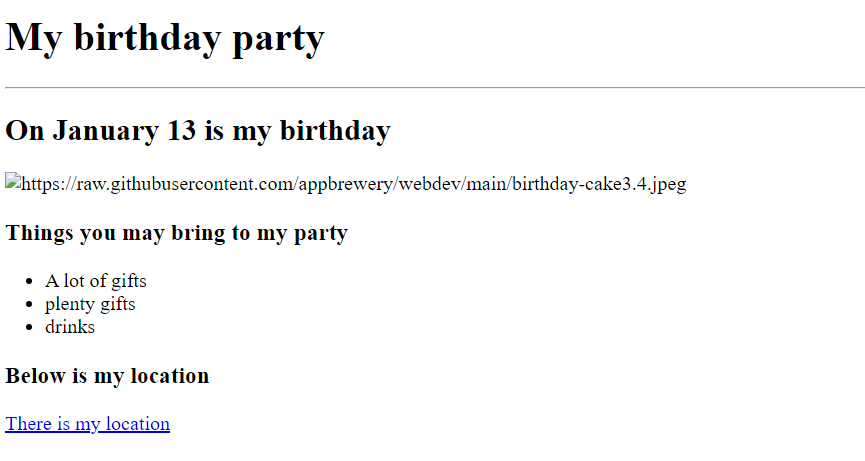 My birthday party
On January 13 is my birthday
https://raw.githubusercontent.com/appbrewery/webdev/main/birthday-cake3.4.jpeg
Things you may bring to my party
A lot of gifts
plenty gifts
drinks
Below is my location
There is my location